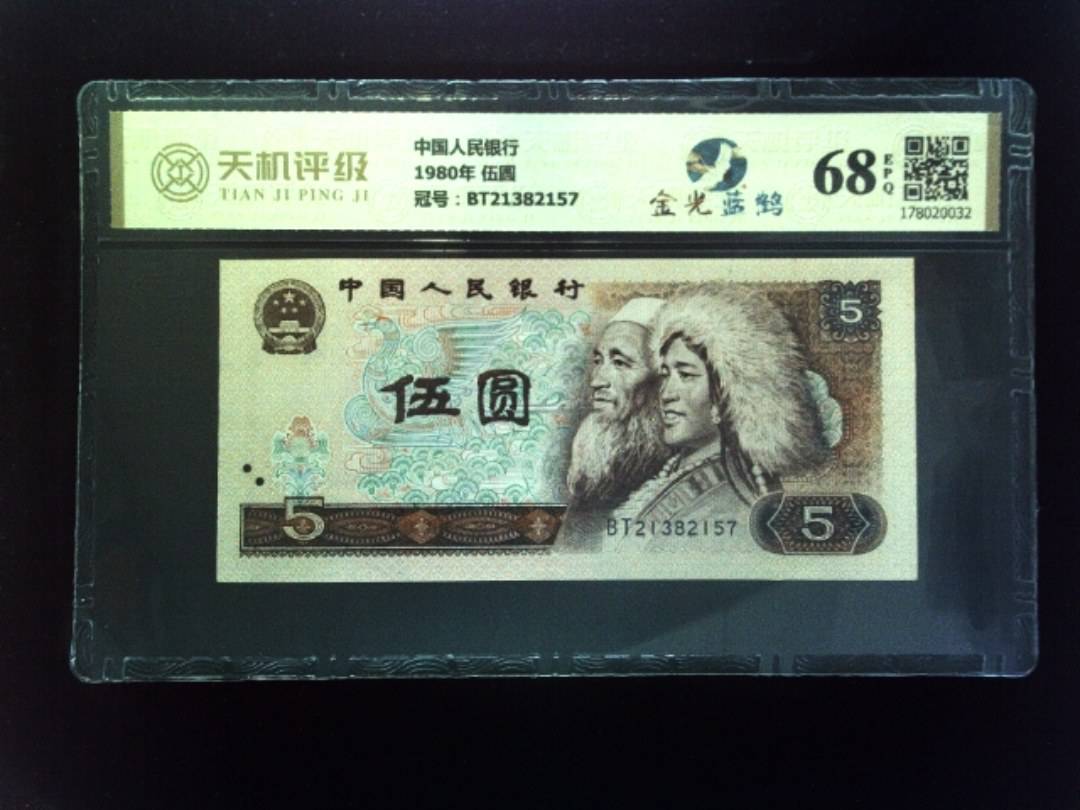 天机评级
TIAN JI PING JI
中国人民银行
1980年 伍圆
冠号：BT21382157
金光蓝鹤
68 EPQ
178020032
中国人民银行
5
伍圆
5
BT21382157
5